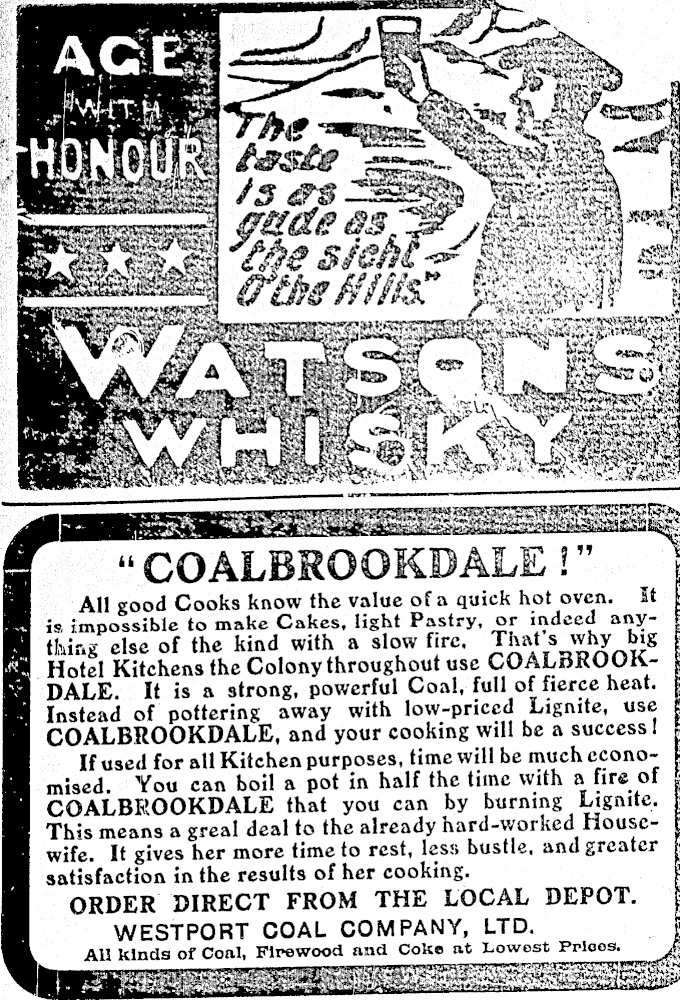 AGE
WITH
HONOUR
The
taste
is as
gude as
the sicht
O' the Hills"
WATSONS
WHISKY
"COALBROOKDALE!"
All good Cooks know the value of a quick hot oven. It
is impossible to make Cakes, light Pastry, or indeed any-
thing else of the kind with a slow fire. That's why big
Hotel Kitchens the Colony throughout use COALBROOK-
DALE. It is a strong, powerful Coal, full of fierce heat.
Instead of pottering away with low-priced Lignite, use
COALBROOKDALE, and your cooking will be a success!
If used for all Kitchen purposes, time will be much econo-
mised. You can boil a pot in half the time with a fire of
COALBROOKDALE that you can by burning Lignite.
This means a great deal to the already hard-worked House-
wife. It gives her more time to rest, less bustle, and greater
satisfaction in the results of her cooking.
ORDER DIRECT FROM THE LOCAL DEPOT.
WESTPORT COAL COMPANY, LTD.
All kinds of Coal, Firewood and Coke at Lowest Prices.